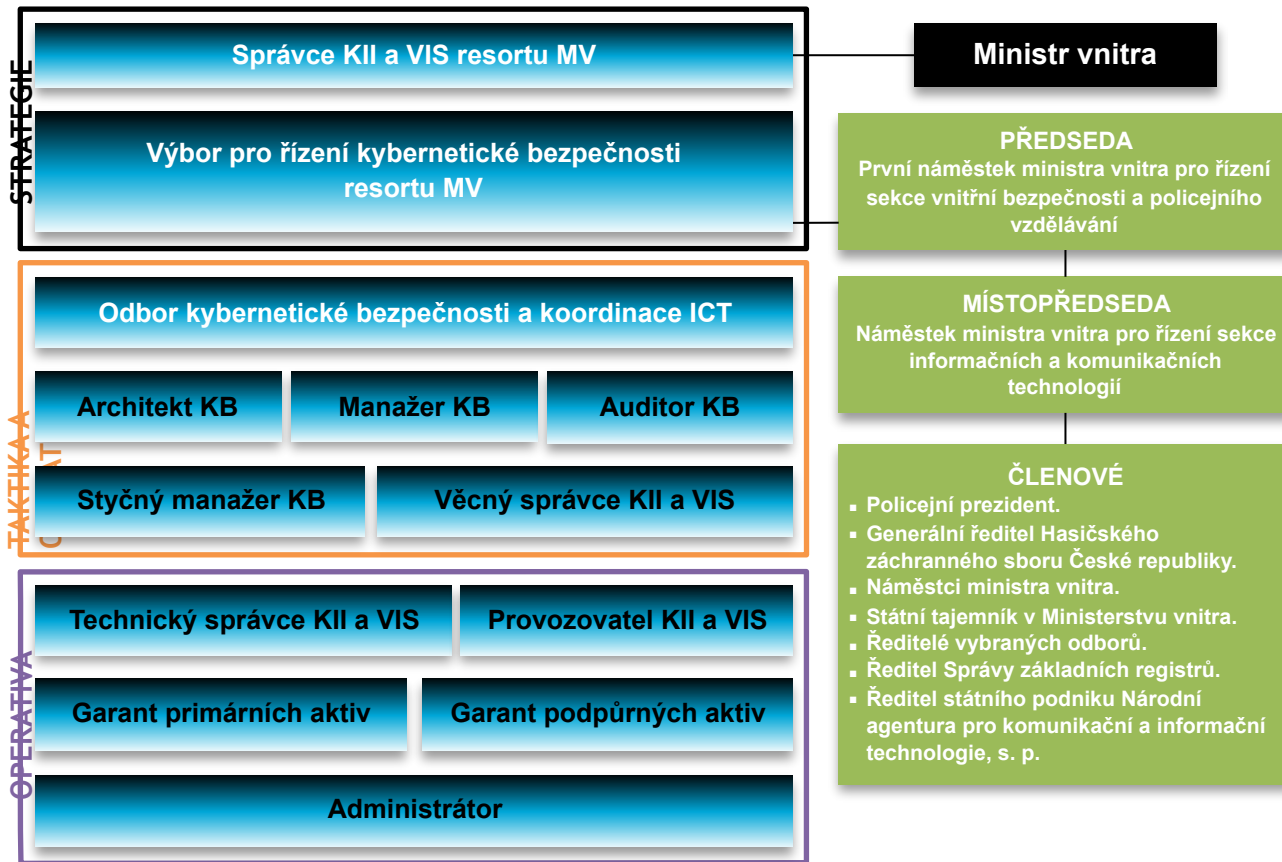 STRATEGIE
Správce KII a VIS resortu MV
Výbor pro řízení kybernetické bezpečnosti
resortu MV
Ministr vnitra
PŘEDSEDA
První náměstek ministra vnitra pro řízení
sekce vnitřní bezpečnosti a policejního
vzdělávání
MÍSTOPŘEDSEDA
Náměstek ministra vnitra pro řízení sekce
informačních a komunikačních
technologií
ČLENOVÉ
▪ Policejní prezident.
▪ Generální ředitel Hasičského
záchranného sboru České republiky.
▪ Náměstci ministra vnitra.
▪ Státní tajemník v Ministerstvu vnitra.
▪ Ředitelé vybraných odborů.
▪ Ředitel Správy základních registrů.
▪ Ředitel státního podniku Národní
agentura pro komunikační a informační
technologie, s. p.
TAKTIKA A
Odbor kybernetické bezpečnosti a koordinace ICT
Architekt KB
Manažer KB
Auditor KB
Styčný manažer KB
Věcný správce KII a VIS
OPERATIVA
Technický správce KII a VIS
Provozovatel KII a VIS
Garant primárních aktiv
Garant podpůrných aktiv
Administrátor